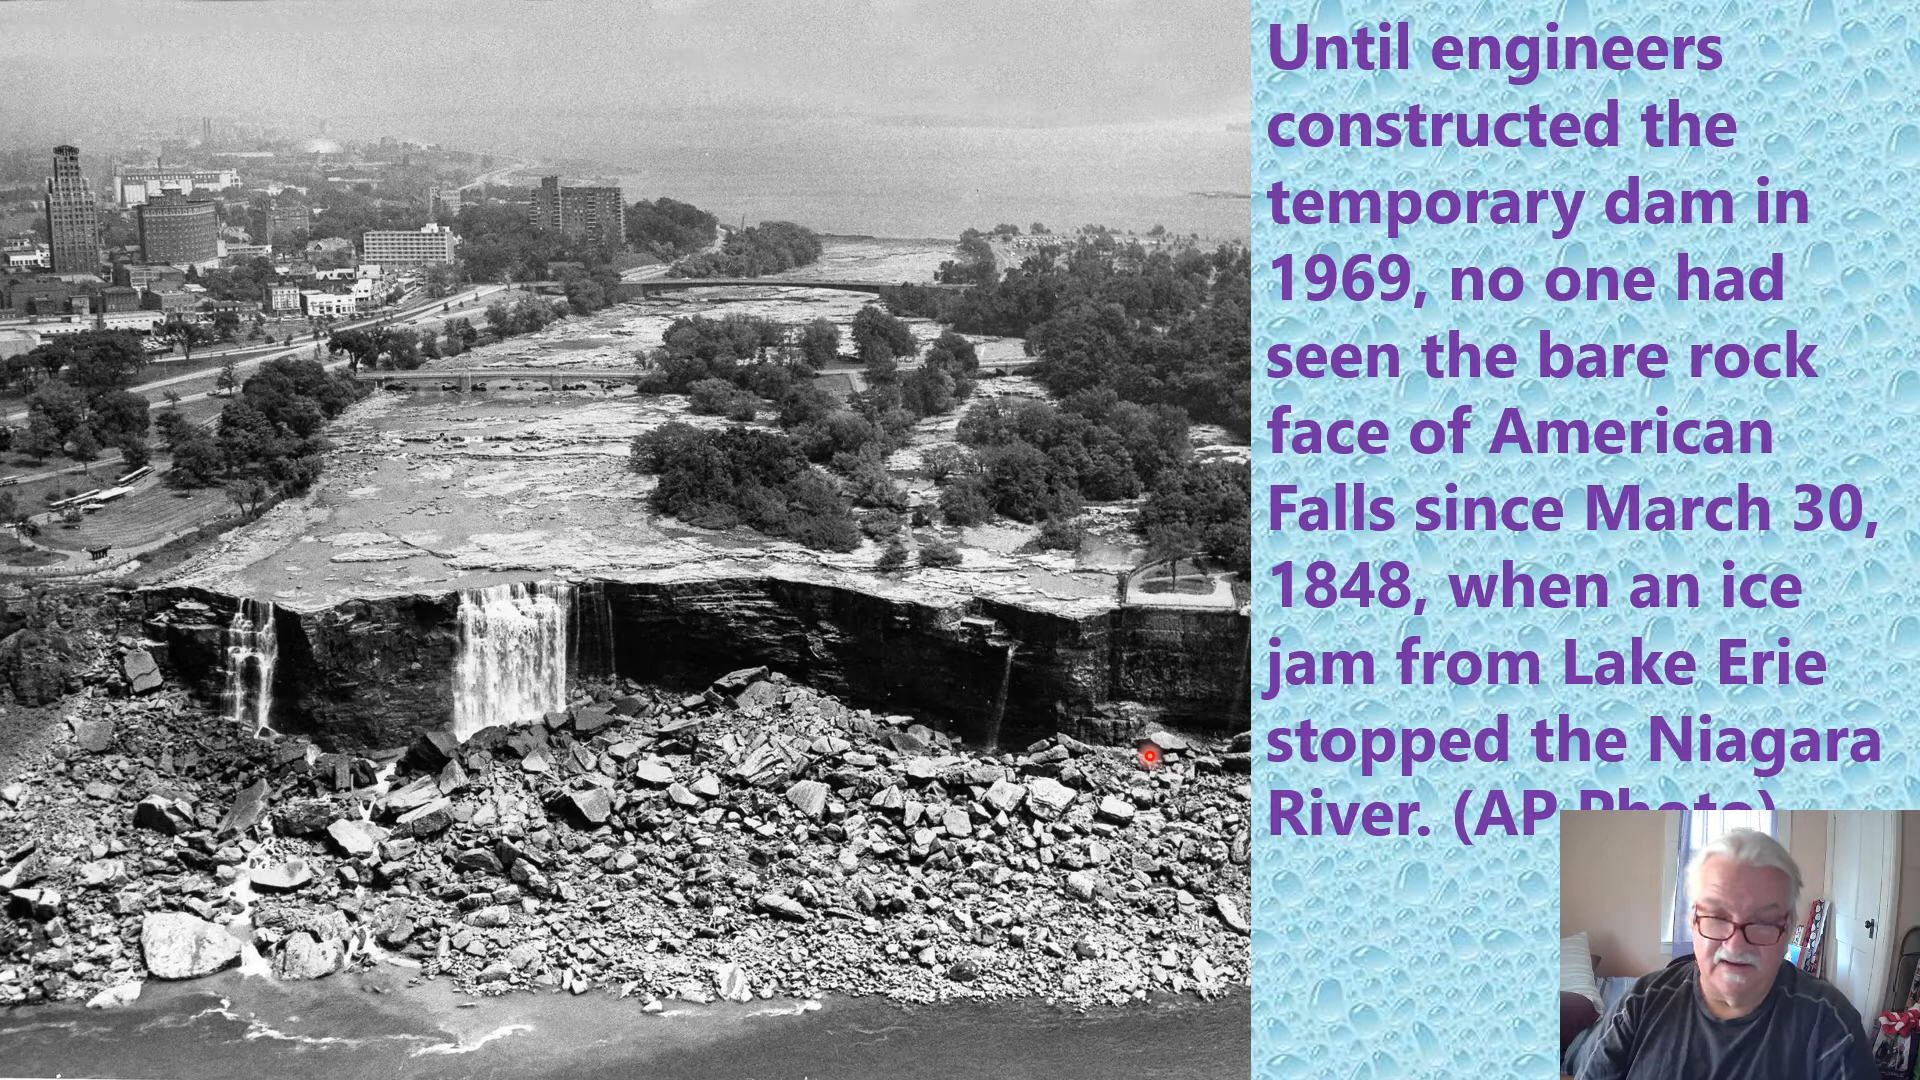 Until engineers
constructed the
temporary dam in
1969, no one had
seen the bare rock
face of American
Falls since March 30,
1848, when an ice
jam from Lake Erie
stopped the Niagara
River. (AP Photo)